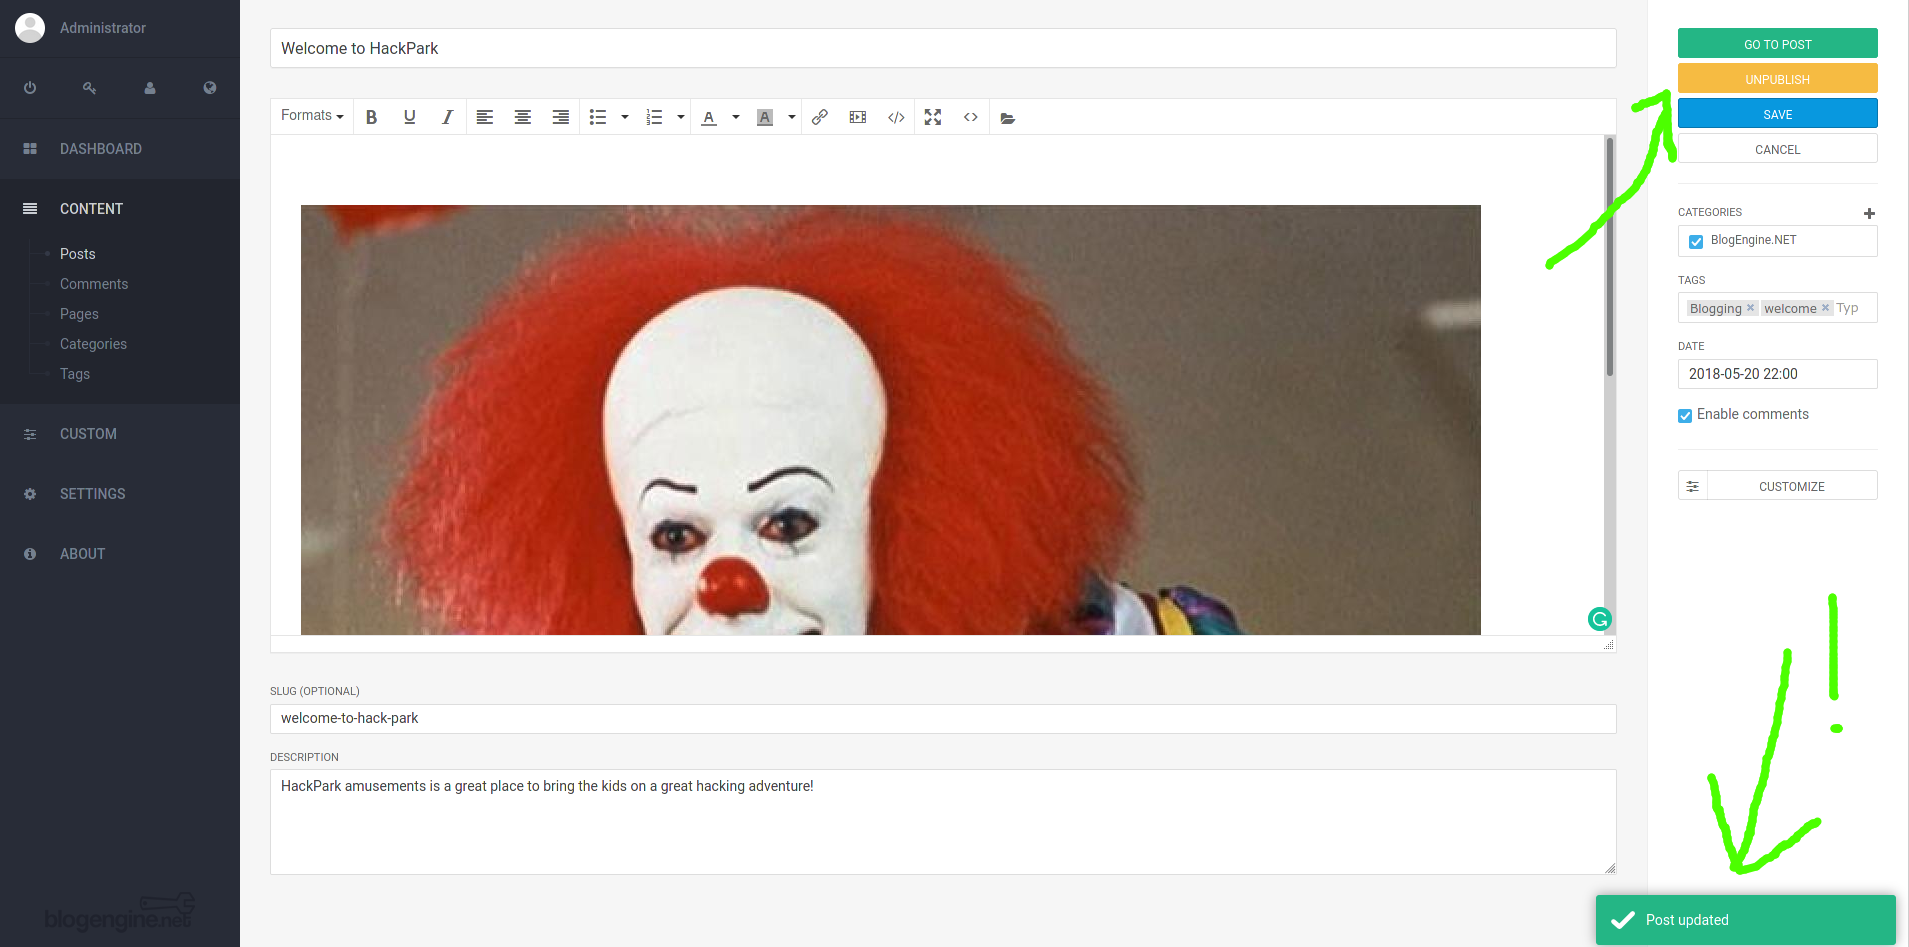 Administrator
DASHBOARD
CONTENT
Posts
Comments
Pages
Categories
Tags
CUSTOM
SETTINGS
ABOUT
blogengine.net
Welcome to HackPark
Formats
B U I
A A
SLUG (OPTIONAL)
welcome-to-hack-park
DESCRIPTION
HackPark amusements is a great place to bring the kids on a great hacking adventure!
GO TO POST
UNPUBLISH
SAVE
CANCEL
CATEGORIES
BlogEngine.NET
TAGS
Blogging × welcome × Typ
DATE
2018-05-20 22:00
Enable comments
CUSTOMIZE
!
Post updated